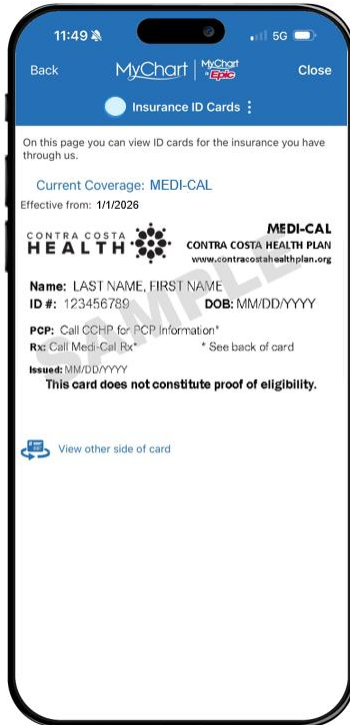 11:49
5G
Back
MyChart
MyChart
by Epic
Close
Insurance ID Cards
On this page you can view ID cards for the insurance you have
through us.
Current Coverage: MEDI-CAL
Effective from: 1/1/2026
CONTRA COSTA
HEALTH
MEDI-CAL
CONTRA COSTA HEALTH PLAN
www.contracostahealthplan.org
SAMPLE
Name: LAST NAME, FIRST NAME
ID #: 123456789
DOB: MM/DD/YYYY
PCP: Call CCHP for PCP Information*
Rx: Call Medi-Cal Rx*
* See back of card
Issued: MM/DD/YYYY
This card does not constitute proof of eligibility.
View other side of card